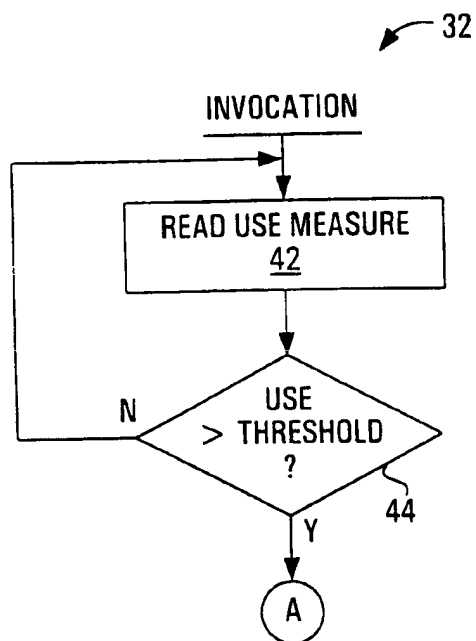 32
INVOCATION
READ USE MEASURE
42
N
USE
> THRESHOLD
?
44
Y
A